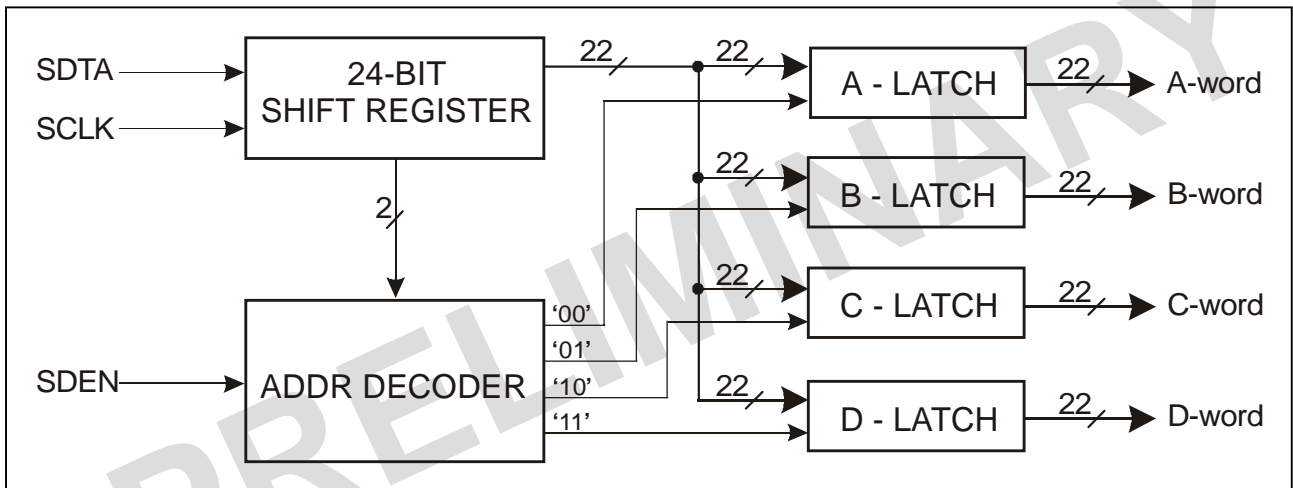 SDTA
SCLK
24-BIT
SHIFT REGISTER
22
22
A - LATCH
22
A-word
22
B - LATCH
22
B-word
2
22
C - LATCH
22
C-word
SDEN
ADDR DECODER
‘00’
‘01’
‘10’
‘11’
22
D - LATCH
22
D-word
PRELIMINARY